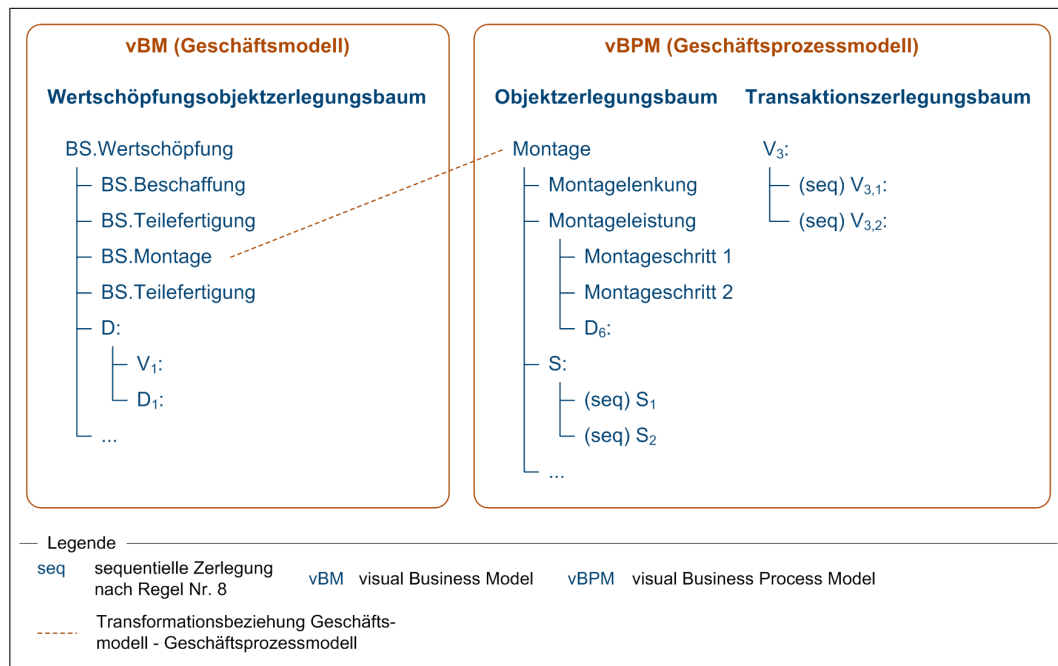 vBM (Geschäftsmodell)
Wertschöpfungsobjektzerlegungsbaum
BS.Wertschöpfung
BS.Beschaffung
BS.Teilefertigung
BS.Montage
BS.Teilefertigung
D:
V1:
D1:
...
vBPM (Geschäftsprozessmodell)
Objektzerlegungsbaum
Montage
Montagelenkung
Montageleistung
Montageschritt 1
Montageschritt 2
D6:
S:
(seq) S1
(seq) S2
...
Transaktionszerlegungsbaum
V3:
(seq) V3,1:
(seq) V3,2:
Legende
seq sequentielle Zerlegung
nach Regel Nr. 8
vBM visual Business Model
vBPM visual Business Process Model
Transformationsbeziehung Geschäfts-
modell - Geschäftsprozessmodell